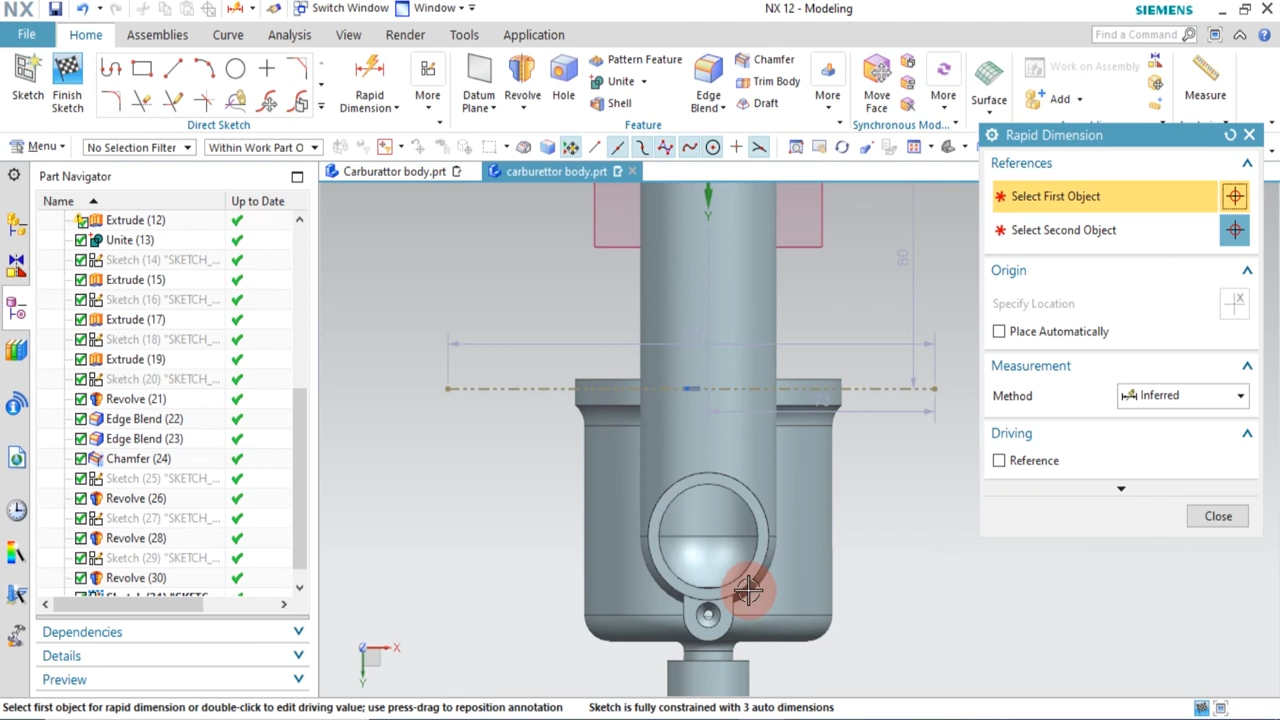 NX
Switch Window
Window
NX 12 - Modeling
SIEMENS
File
Home
Assemblies
Curve
Analysis
View
Render
Tools
Application
Find a Command
Sketch
Finish
Sketch
Rapid
Dimension
More
Datum
Plane
Revolve
Hole
Pattern Feature
Unite
Shell
Edge
Blend
Chamfer
Trim Body
Draft
More
Move
Face
More
Surface
Work on Assembly
Add
Measure
Direct Sketch
Feature
Synchronous Mod...
Menu
No Selection Filter
Within Work Part O
Part Navigator
Name
Up to Date
Extrude (12)
Unite (13)
Sketch (14) "SKETCH_...
Extrude (15)
Sketch (16) "SKETCH_...
Extrude (17)
Sketch (18) "SKETCH_...
Extrude (19)
Sketch (20) "SKETCH_...
Revolve (21)
Edge Blend (22)
Edge Blend (23)
Chamfer (24)
Sketch (25) "SKETCH_...
Revolve (26)
Sketch (27) "SKETCH_...
Revolve (28)
Sketch (29) "SKETCH_...
Revolve (30)
Dependencies
Details
Preview
Carburattor body.prt
carburettor body.prt
Y
80
Z
X
Y
Rapid Dimension
References
* Select First Object
* Select Second Object
Origin
Specify Location
Place Automatically
Measurement
Method
Inferred
Driving
Reference
Close
Select first object for rapid dimension or double-click to edit driving value; use press-drag to reposition annotation
Sketch is fully constrained with 3 auto dimensions